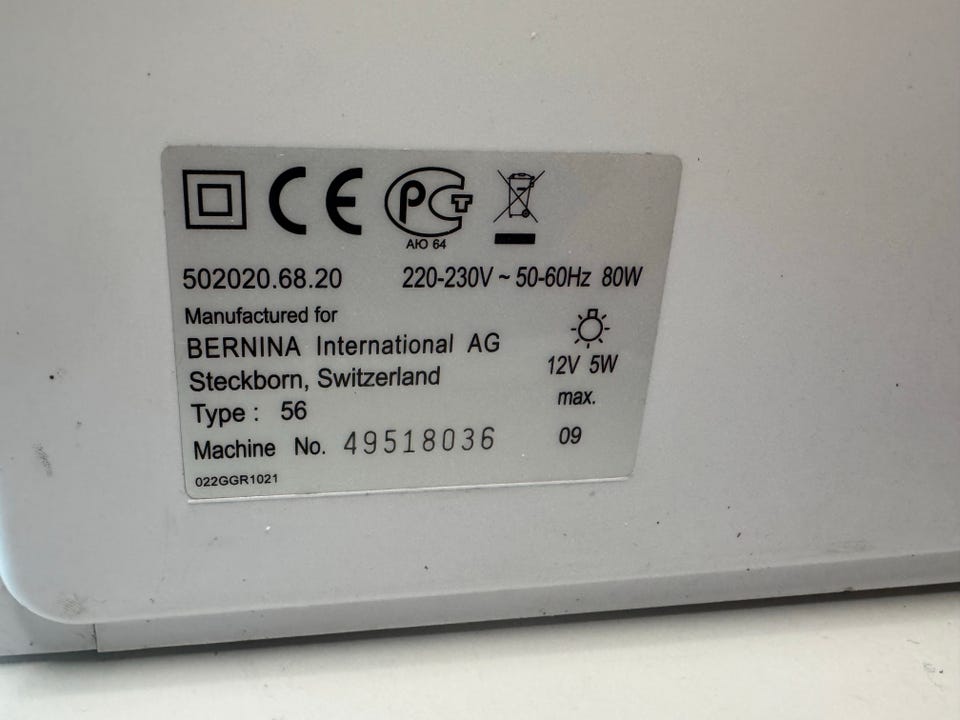 CE PCT
АЮ 64
502020.68.20 220-230V ~ 50-60Hz 80W
Manufactured for
BERNINA International AG
Steckborn, Switzerland
12V 5W
max.
Type : 56
Machine No. 49518036 09
022GGR1021